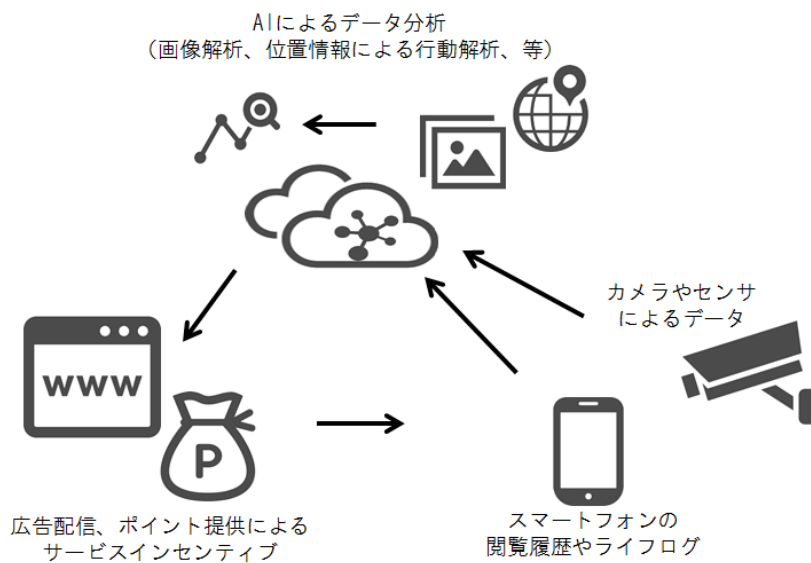 AIによるデータ分析
（画像解析、位置情報による行動解析、等）
カメラやセンサ
によるデータ
WWW
P
広告配信、ポイント提供による
サービスインセンティブ
スマートフォンの
閲覧履歴やライフログ